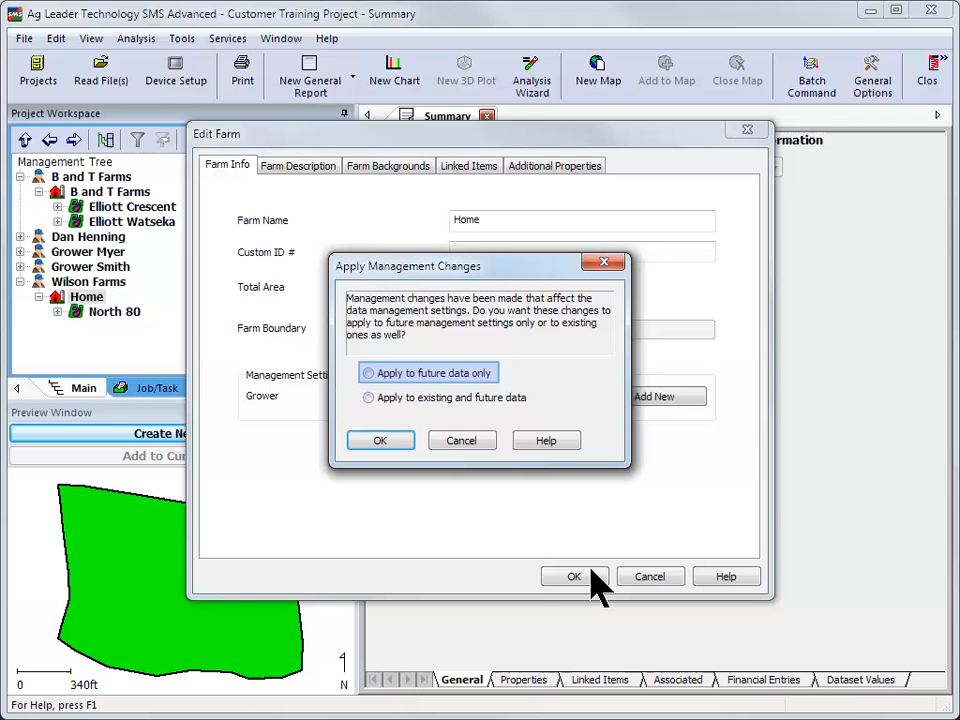 Ag Leader Technology SMS Advanced - Customer Training Project - Summary
File Edit View Analysis Tools Services Window Help
Projects Read File(s) Device Setup Print New General Report New Chart New 3D Plot Analysis Wizard New Map Add to Map Close Map Batch Command General Options Clos
Project Workspace
Summary
Edit Farm
ormation
Management Tree
B and T Farms
B and T Farms
Elliott Crescent
Elliott Watseka
Dan Henning
Grower Myer
Grower Smith
Wilson Farms
Home
North 80
Main Job/Task
Preview Window
Create Ne
Add to Cur
0 340ft N
Farm Info Farm Description Farm Backgrounds Linked Items Additional Properties
Farm Name Home
Custom ID #
Total Area
Farm Boundary
Management Setti
Grower
Add New
Apply Management Changes
Management changes have been made that affect the
data management settings. Do you want these changes to
apply to future management settings only or to existing
ones as well?
Apply to future data only
Apply to existing and future data
OK Cancel Help
OK Cancel Help
General Properties Linked Items Associated Financial Entries Dataset Values
For Help, press F1